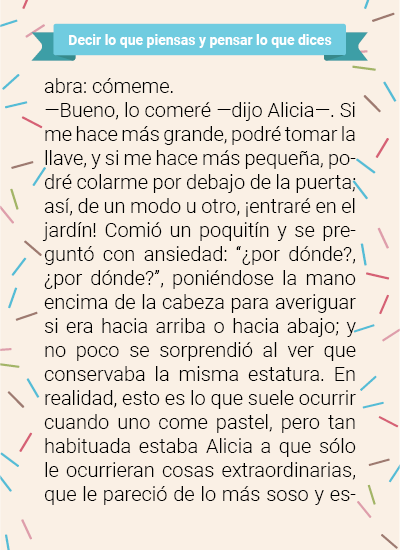 Decir lo que piensas y pensar lo que dices
abra: cómeme.
—Bueno, lo comeré —dijo Alicia—. Si
me hace más grande, podré tomar la
llave, y si me hace más pequeña, po-
dré colarme por debajo de la puerta;
así, de un modo u otro, ¡entraré en el
jardín! Comió un poquitín y se pre-
guntó con ansiedad: “¿por dónde?,
¿por dónde?”, poniéndose la mano
encima de la cabeza para averiguar
si era hacia arriba o hacia abajo; y
no poco se sorprendió al ver que
conservaba la misma estatura. En
realidad, esto es lo que suele ocurrir
cuando uno come pastel, pero tan
habituada estaba Alicia a que sólo
le ocurrieran cosas extraordinarias,
que le pareció de lo más soso y es-